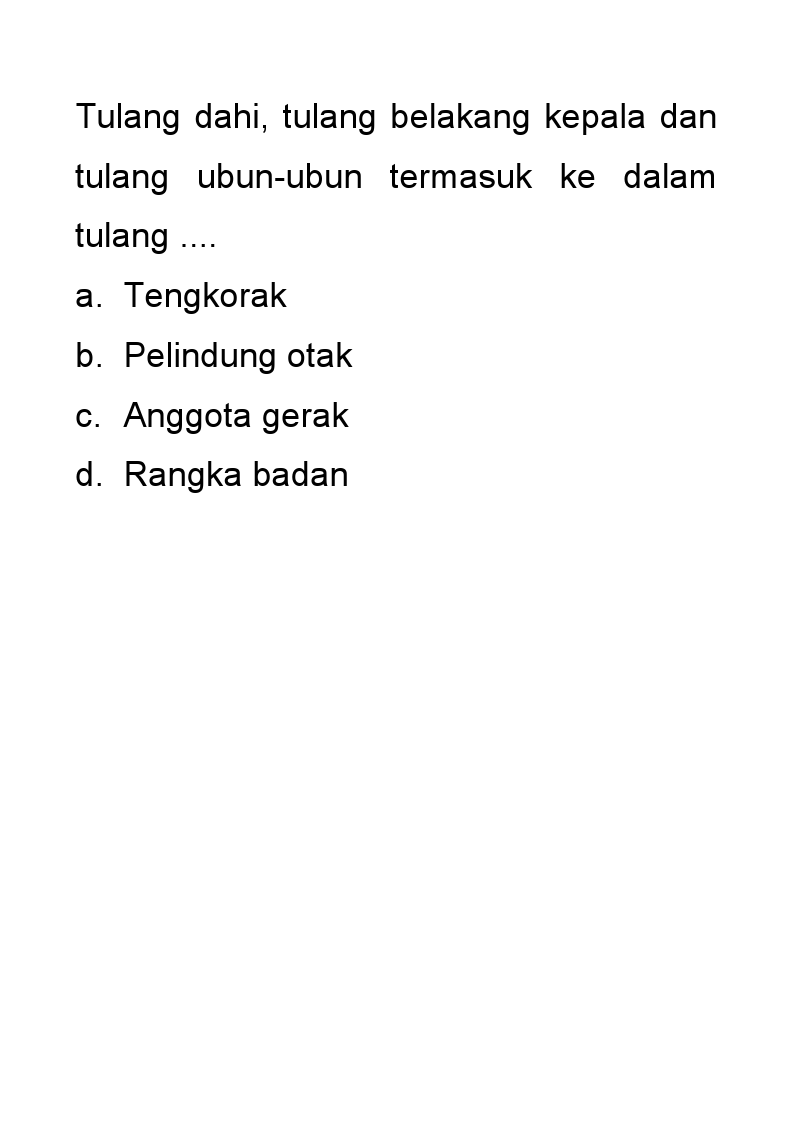 Tulang dahi, tulang belakang kepala dan
tulang ubun-ubun termasuk ke dalam
tulang ....
a. Tengkorak
b. Pelindung otak
c. Anggota gerak
d. Rangka badan